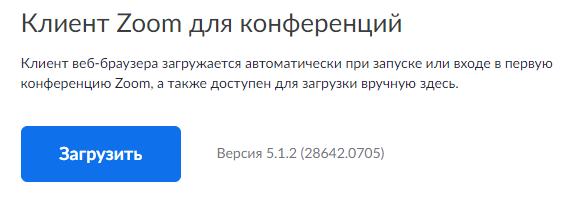 Клиент Zoom для конференций
Клиент веб-браузера загружается автоматически при запуске или входе в первую
конференцию Zoom, а также доступен для загрузки вручную здесь.
Загрузить
Версия 5.1.2 (28642.0705)